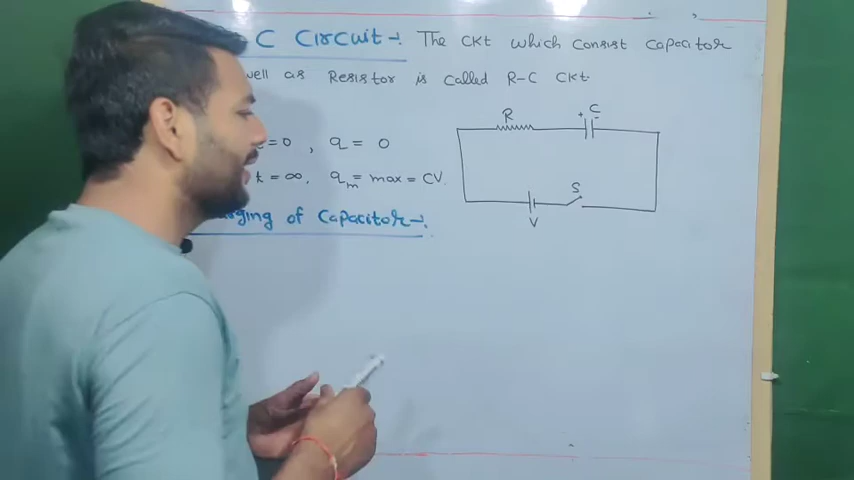 C Circuit-: The CKt which consist capacitor
well as Resistor is called R-C CKt
R
C
+ -
=0, q = 0
t = ∞, qm = max = CV
S
V
ging of Capacitor-: